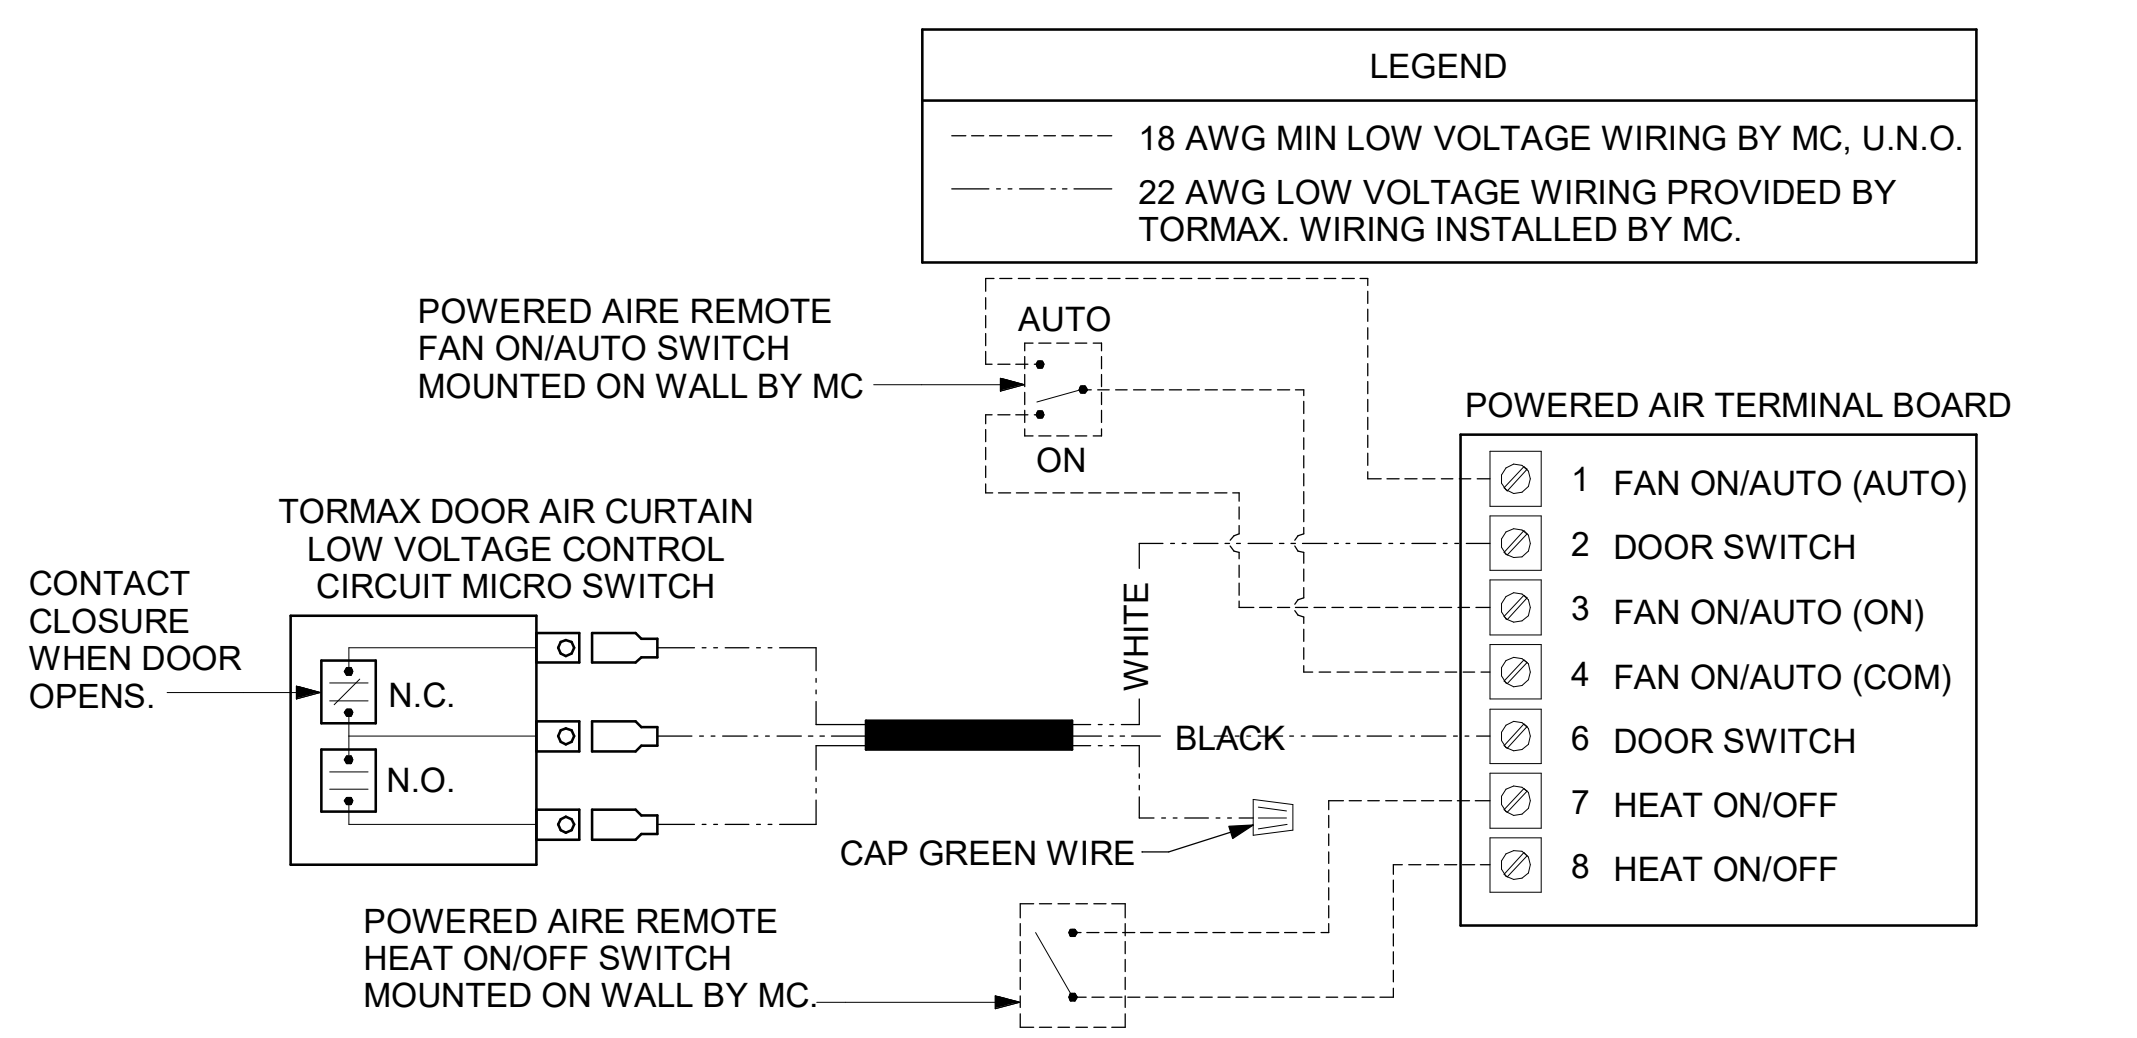 LEGEND
18 AWG MIN LOW VOLTAGE WIRING BY MC, U.N.O.
22 AWG LOW VOLTAGE WIRING PROVIDED BY
TORMAX. WIRING INSTALLED BY MC.
POWERED AIRE REMOTE
FAN ON/AUTO SWITCH
MOUNTED ON WALL BY MC
AUTO
ON
POWERED AIR TERMINAL BOARD
1 FAN ON/AUTO (AUTO)
2 DOOR SWITCH
3 FAN ON/AUTO (ON)
4 FAN ON/AUTO (COM)
6 DOOR SWITCH
7 HEAT ON/OFF
8 HEAT ON/OFF
TORMAX DOOR AIR CURTAIN
LOW VOLTAGE CONTROL
CIRCUIT MICRO SWITCH
CONTACT
CLOSURE
WHEN DOOR
OPENS.
N.C.
N.O.
WHITE
BLACK
CAP GREEN WIRE
POWERED AIRE REMOTE
HEAT ON/OFF SWITCH
MOUNTED ON WALL BY MC.